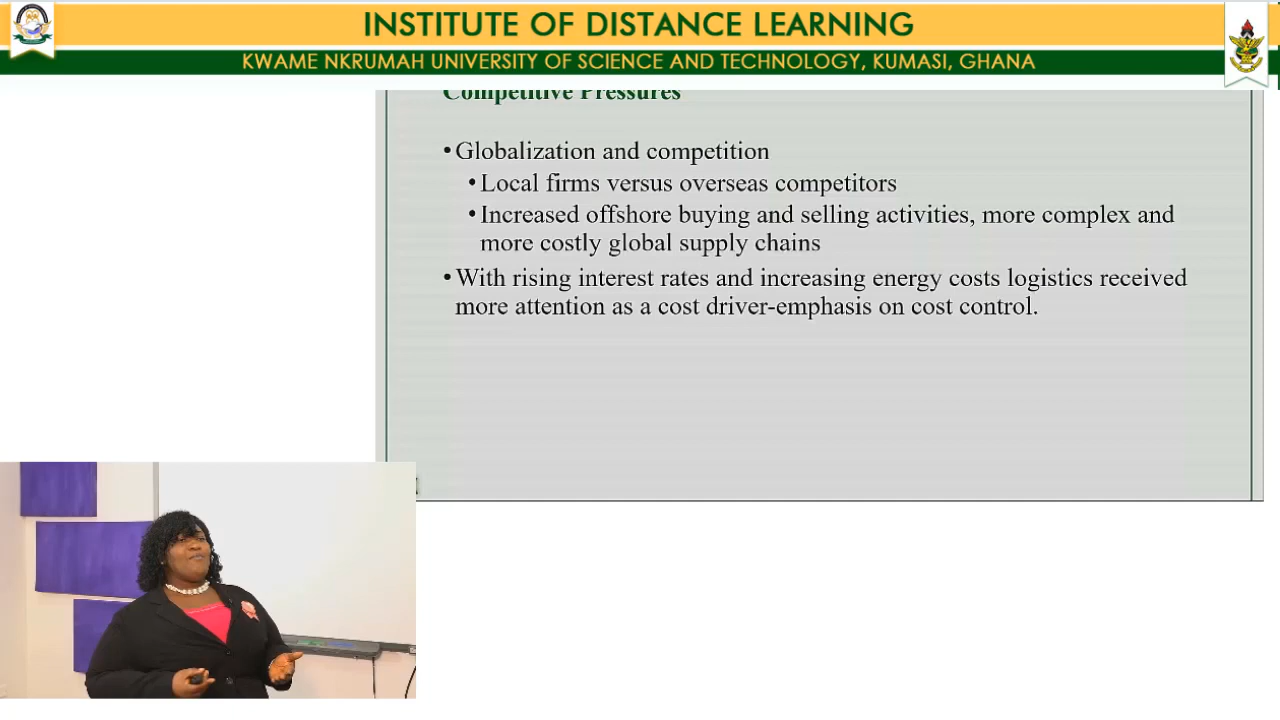 INSTITUTE OF DISTANCE LEARNING
KWAME NKRUMAH UNIVERSITY OF SCIENCE AND TECHNOLOGY, KUMASI, GHANA
Competitive Pressures
•Globalization and competition
•Local firms versus overseas competitors
•Increased offshore buying and selling activities, more complex and
more costly global supply chains
•With rising interest rates and increasing energy costs logistics received
more attention as a cost driver-emphasis on cost control.